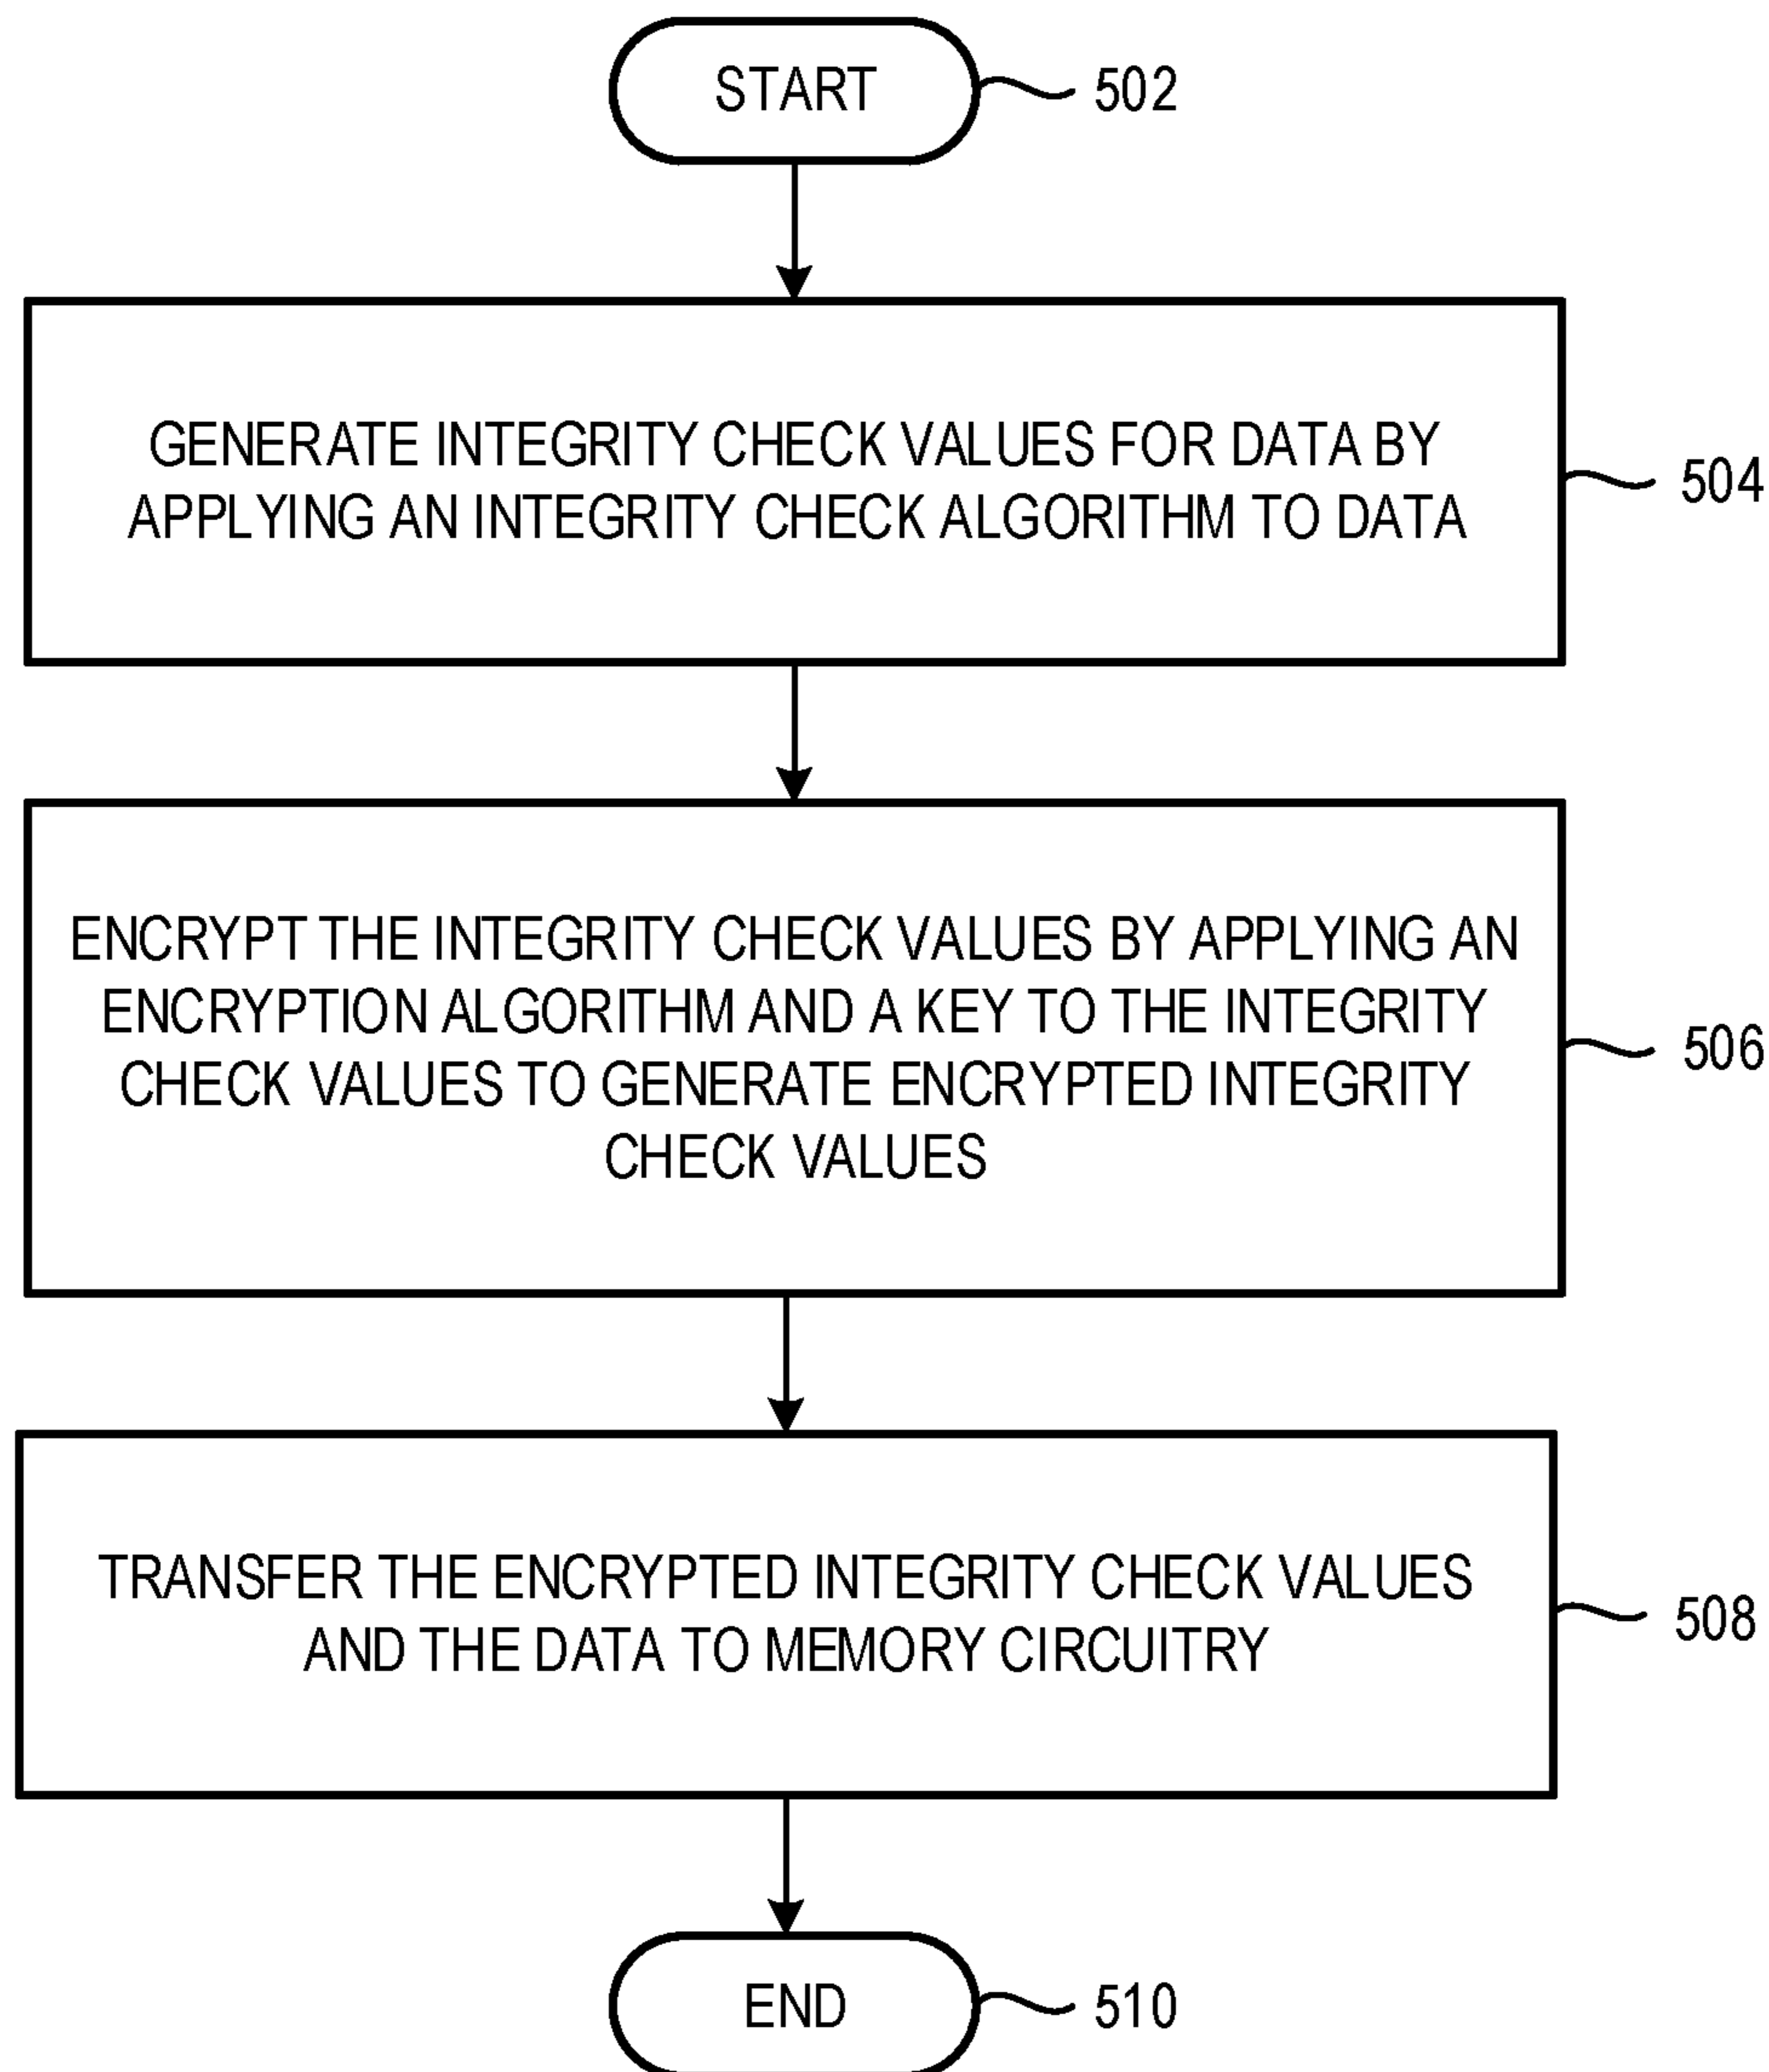 START
502
GENERATE INTEGRITY CHECK VALUES FOR DATA BY
APPLYING AN INTEGRITY CHECK ALGORITHM TO DATA
504
ENCRYPT THE INTEGRITY CHECK VALUES BY APPLYING AN
ENCRYPTION ALGORITHM AND A KEY TO THE INTEGRITY
CHECK VALUES TO GENERATE ENCRYPTED INTEGRITY
CHECK VALUES
506
TRANSFER THE ENCRYPTED INTEGRITY CHECK VALUES
AND THE DATA TO MEMORY CIRCUITRY
508
END
510